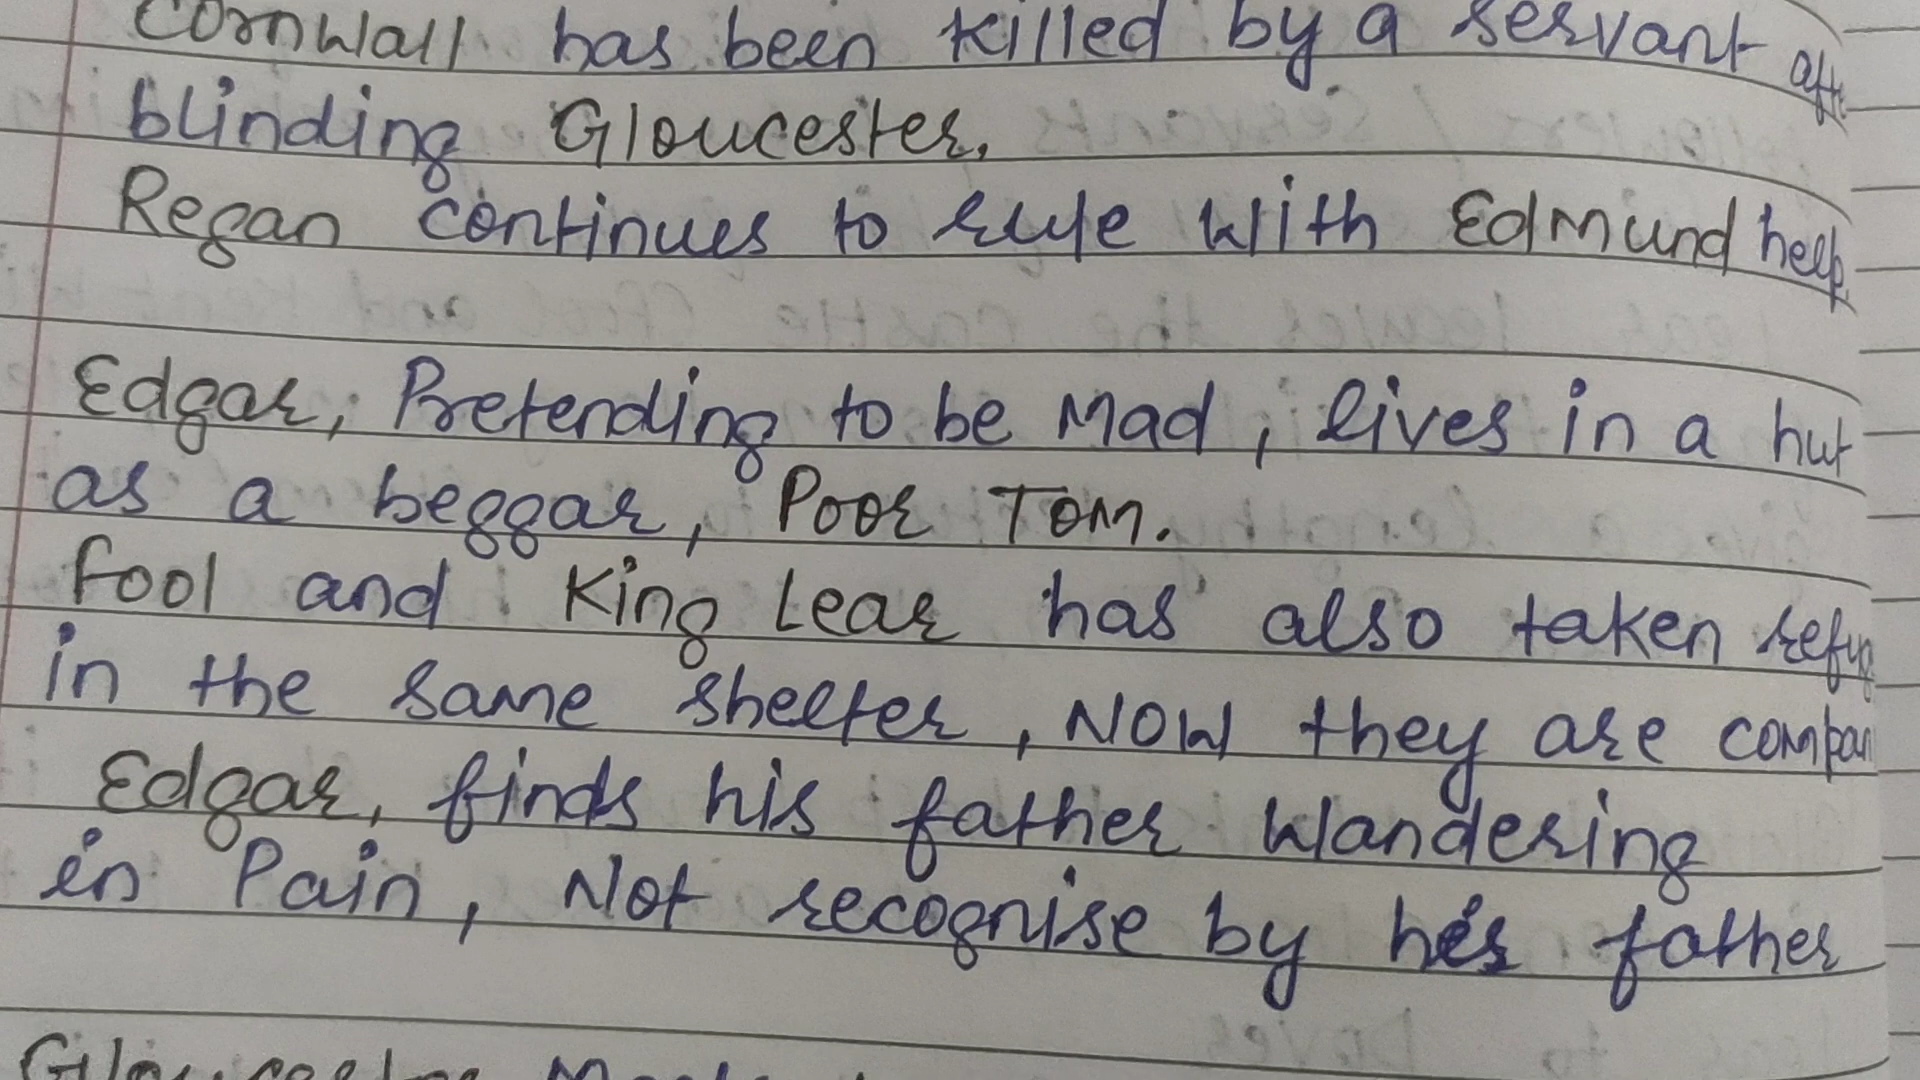 Cornwall has been killed by a servant aft
blinding Gloucester.
Regan continues to rule with Edmund help.
Edgar, Pretending to be Mad, lives in a hut
as a beggar, Poor Tom.
Fool and King Lear has also taken refug
in the same shelter, NOW they are compan
Edgar, finds his father wandering
in Pain, Not recognise by his father